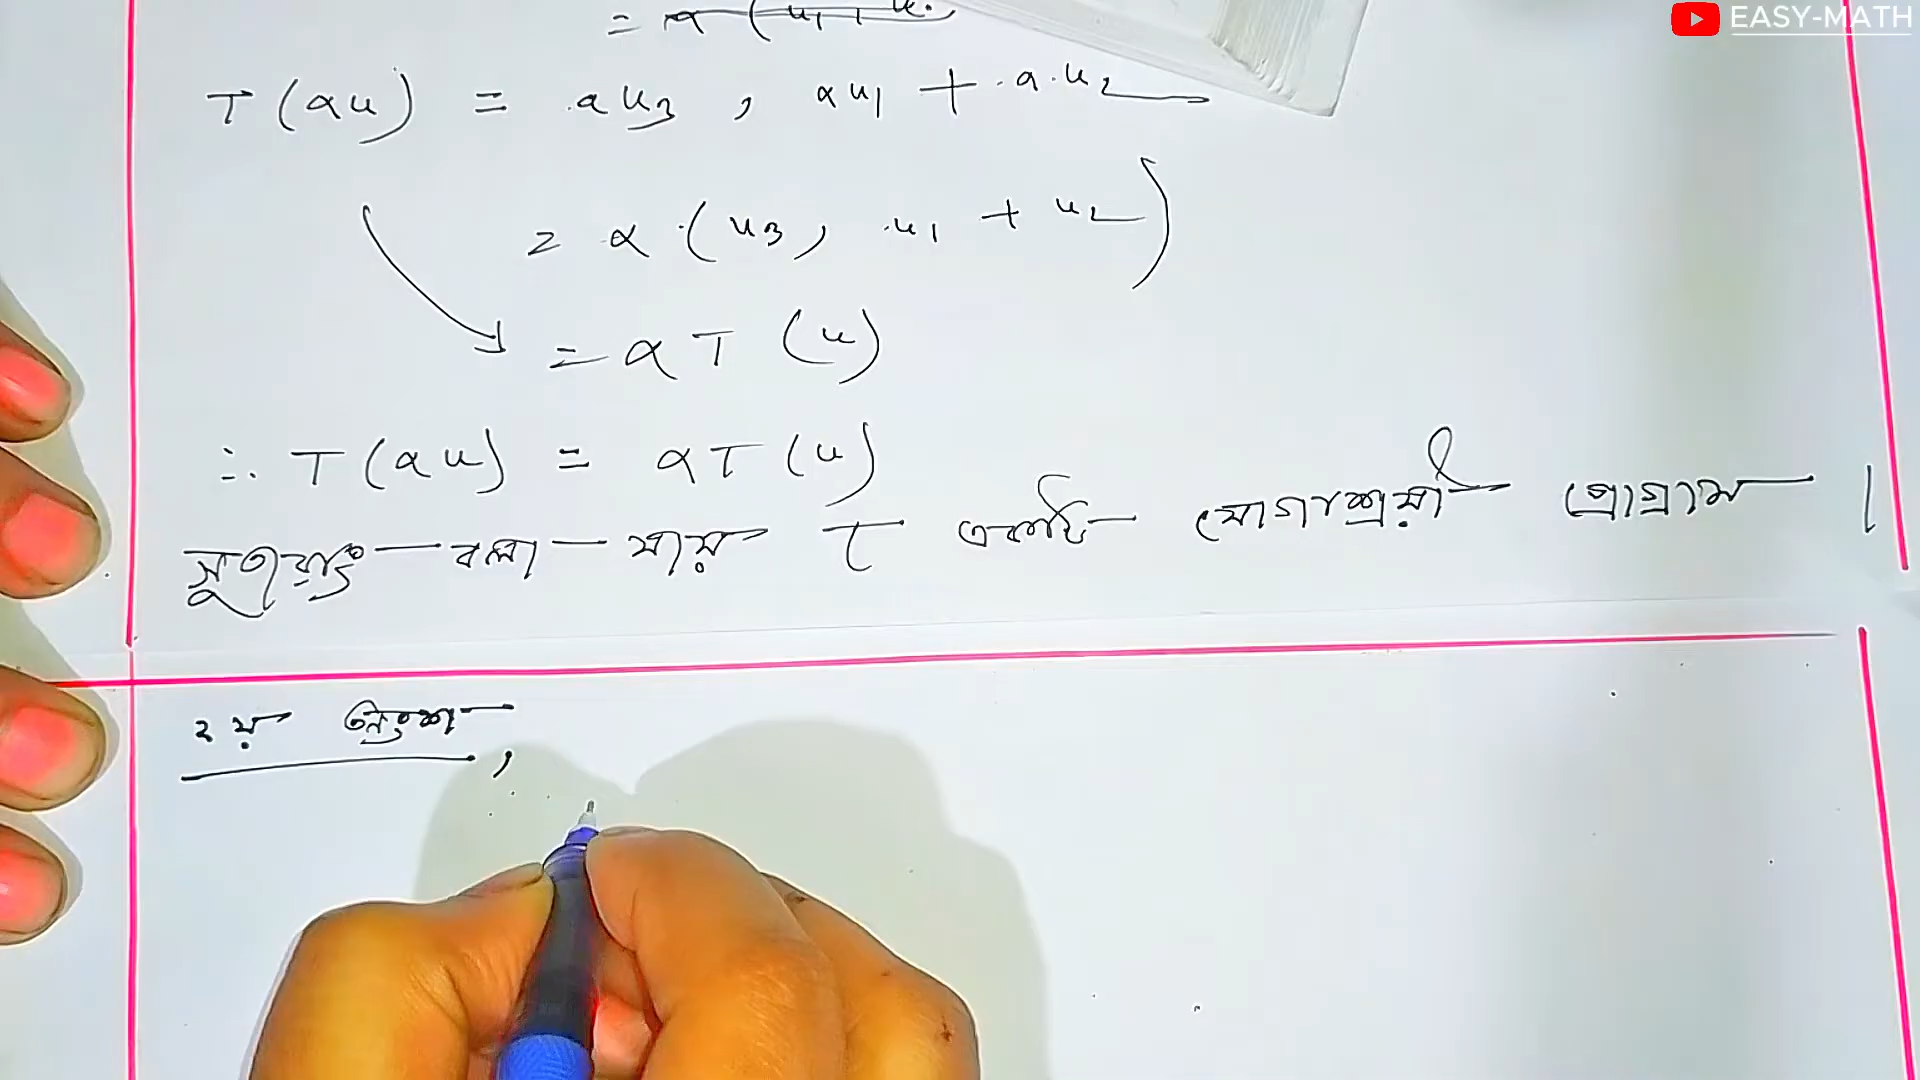 EASY-MATH
T(αu) = αu3, αu1 + α.u2
= α.(u3, u1 + u2)
= αT(u)
∴ T(αu) = αT(u)
সুতরাং বলা যায় T একটি যোগাশ্রয়ী প্রোগ্রাম।
২য় অংশ,